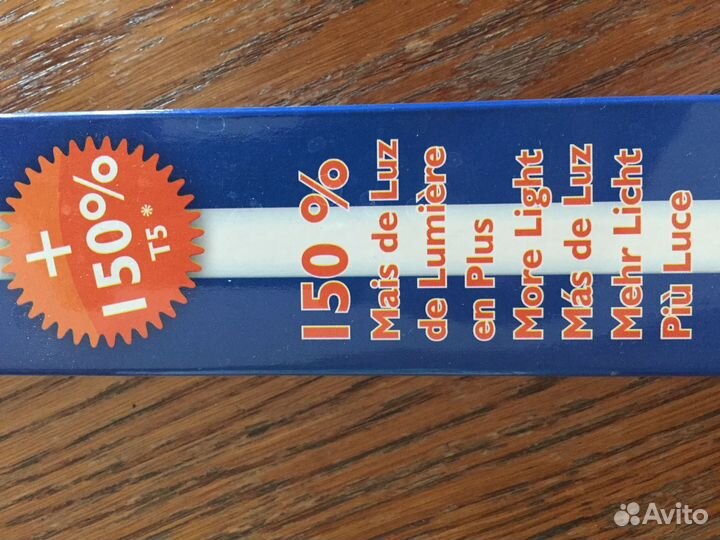 +
150%
T5*
150 %
Mais de Luz
de Lumière
en Plus
More Light
Más de Luz
Mehr Licht
Più Luce
Avito